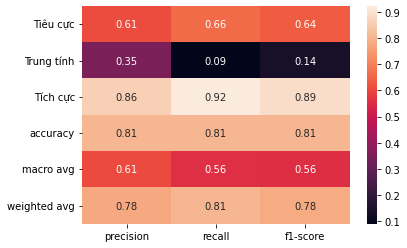 Tiêu cực 0.61 0.66 0.64
Trung tính 0.35 0.09 0.14
Tích cực 0.86 0.92 0.89
accuracy 0.81 0.81 0.81
macro avg 0.61 0.56 0.56
weighted avg 0.78 0.81 0.78
precision recall f1-score
0.9
0.8
0.7
0.6
0.5
0.4
0.3
0.2
0.1